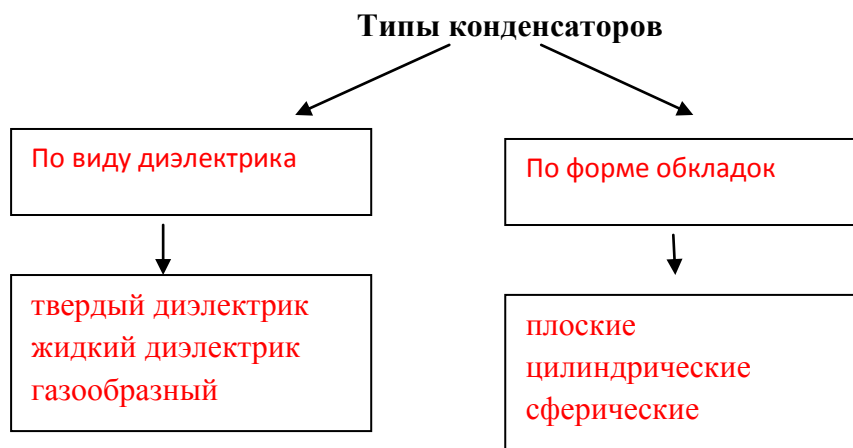 Типы конденсаторов
По виду диэлектрика
По форме обкладок
твердый диэлектрик
жидкий диэлектрик
газообразный
плоские
цилиндрические
сферические